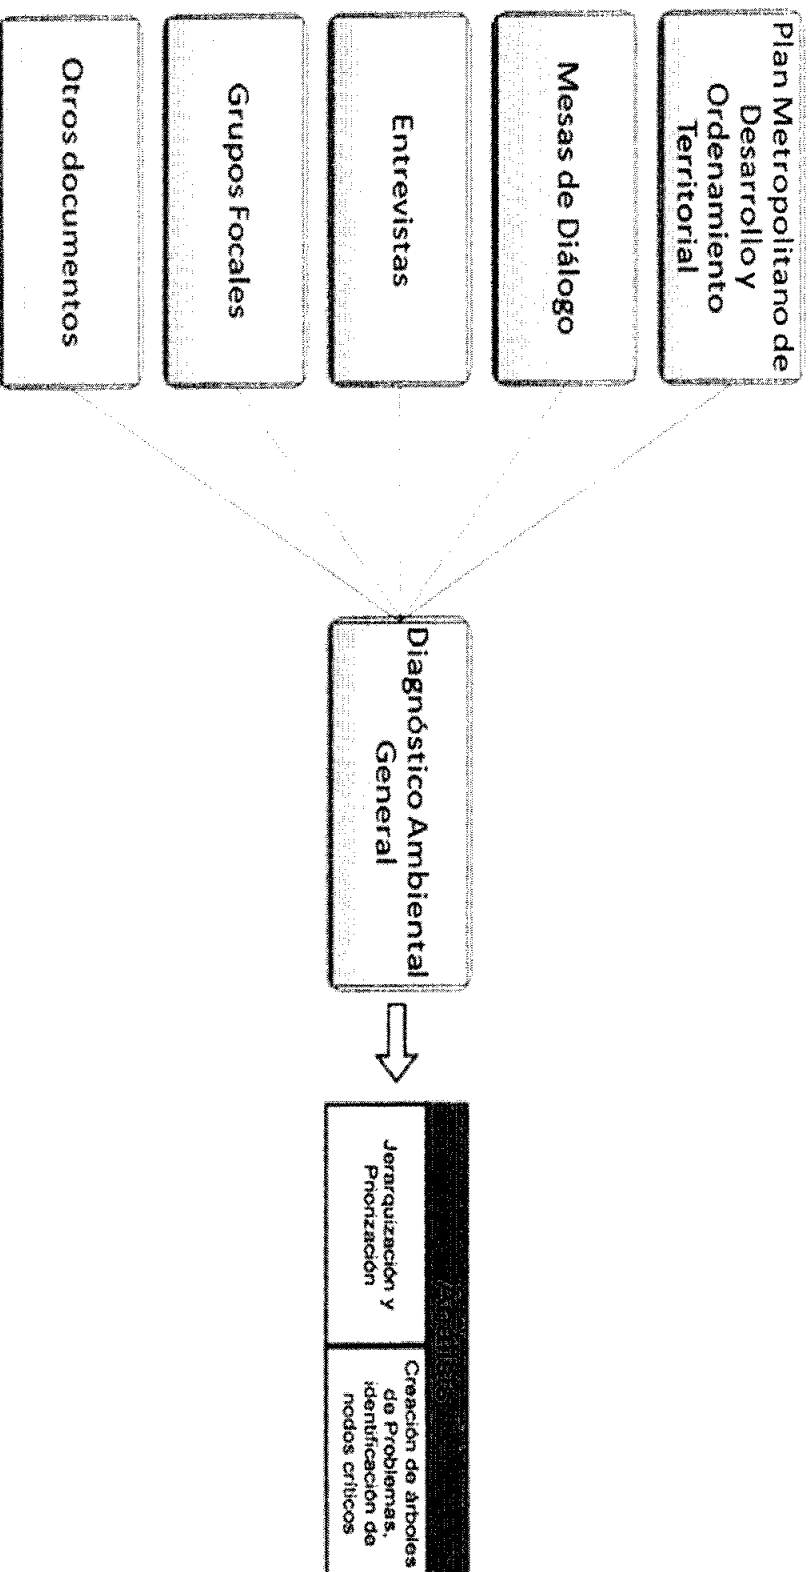 Plan Metropolitano de
Desarrollo y
Ordenamiento
Territorial
Mesas de Diálogo
Entrevistas
Grupos Focales
Otros documentos
Diagnóstico Ambiental
General
Jerarquización y
Priorización
Creación de árboles
de Problemas,
identificación de
nodos críticos